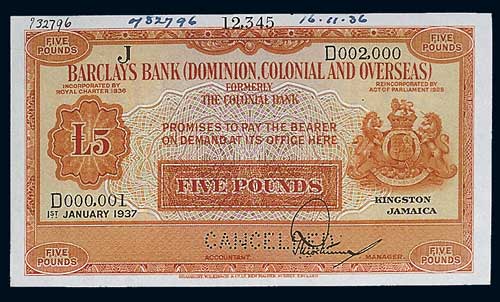 732796 732796 12,345 16-11-36
FIVE POUNDS FIVE POUNDS
J D002,000
BARCLAYS BANK (DOMINION, COLONIAL AND OVERSEAS)
INCORPORATED BY ROYAL CHARTER 1836
FORMERLY
THE COLONIAL BANK
REINCORPORATED BY ACT OF PARLIAMENT 1925
PROMISES TO PAY THE BEARER
ON DEMAND AT ITS OFFICE HERE
£5
FIVE POUNDS
D000,001
1ST JANUARY 1937
KINGSTON
JAMAICA
CANCELLED
ACCOUNTANT. MANAGER.
FIVE POUNDS FIVE POUNDS